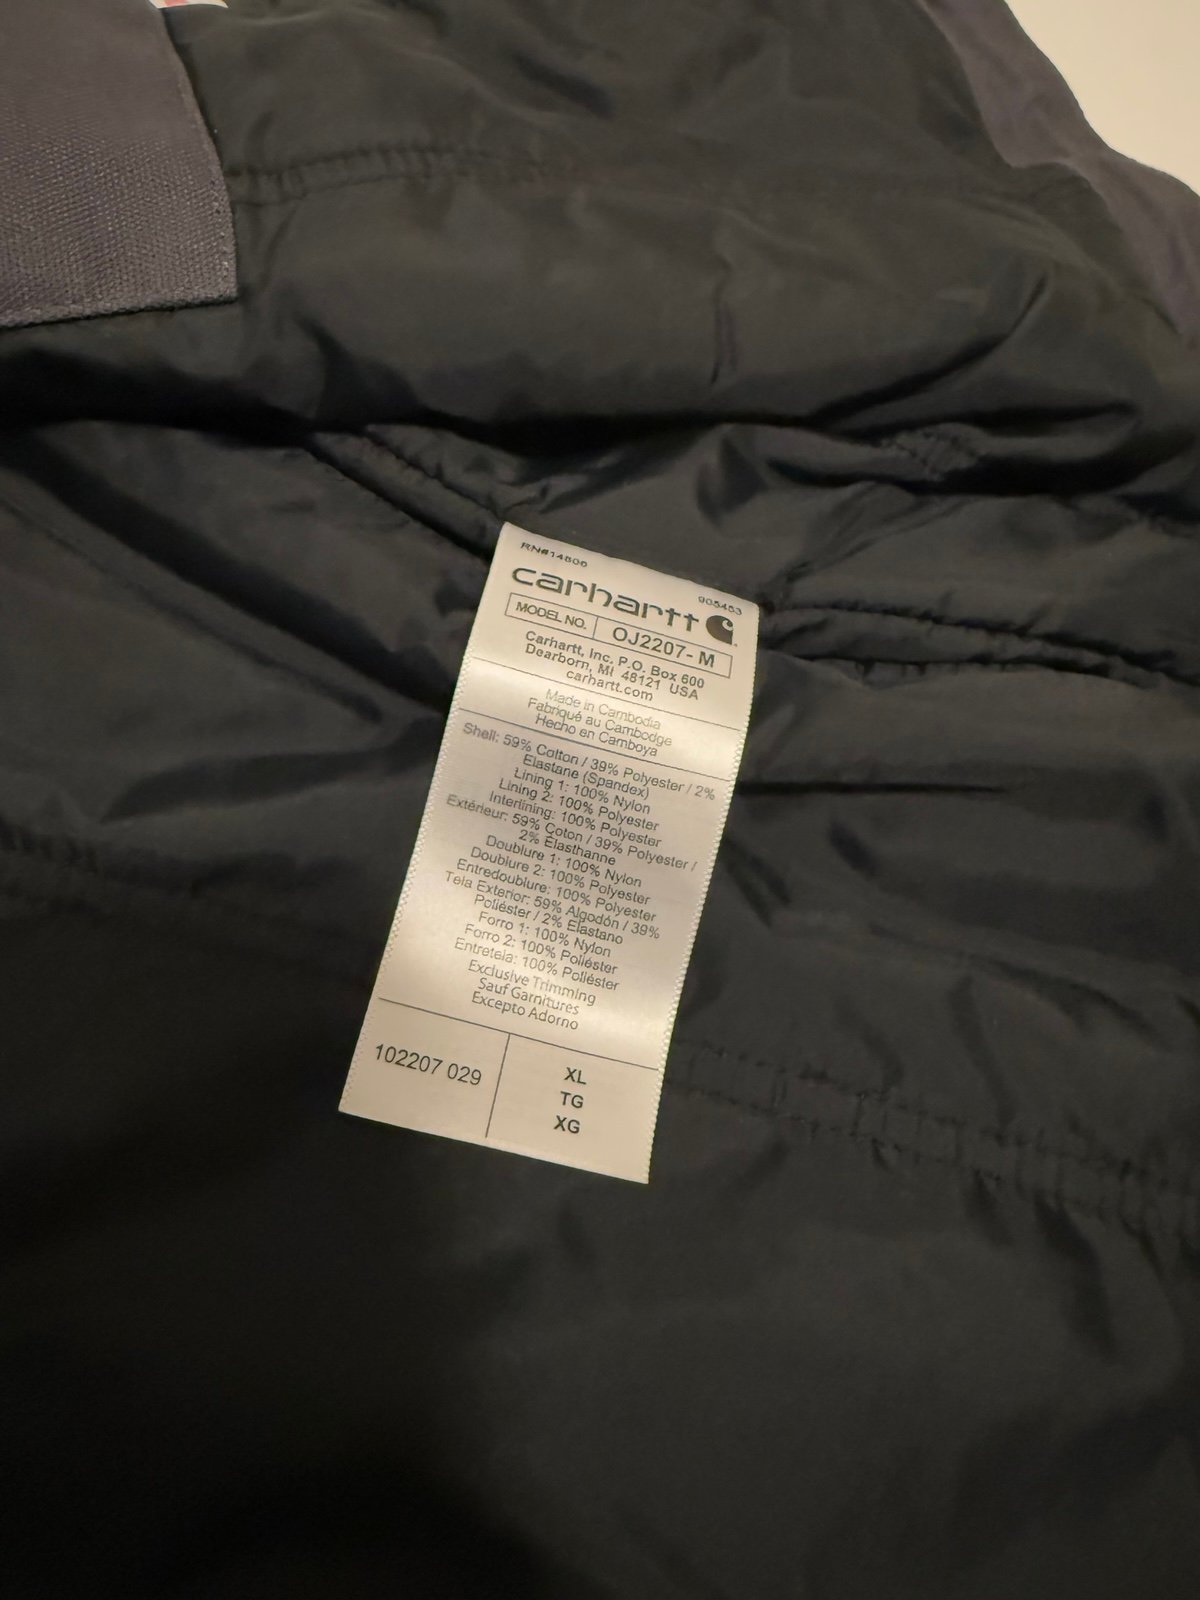 RN#14806
905453
carhartt
MODEL NO. OJ2207-M
Carhartt, Inc. P.O. Box 600
Dearborn, MI 48121 USA
carhartt.com
Made in Cambodia
Fabriqué au Cambodge
Hecho en Camboya
Shell: 59% Cotton / 39% Polyester / 2%
Elastane (Spandex)
Lining 1: 100% Nylon
Lining 2: 100% Polyester
Interlining: 100% Polyester
Extérieur: 59% Coton / 39% Polyester /
2% Élasthanne
Doublure 1: 100% Nylon
Doublure 2: 100% Polyester
Entredoublure: 100% Polyester
Tela Exterior: 59% Algodón / 39%
Poliéster / 2% Elastano
Forro 1: 100% Nylon
Forro 2: 100% Poliéster
Entretela: 100% Poliéster
Exclusive Trimming
Sauf Garnitures
Excepto Adorno
102207 029
XL
TG
XG